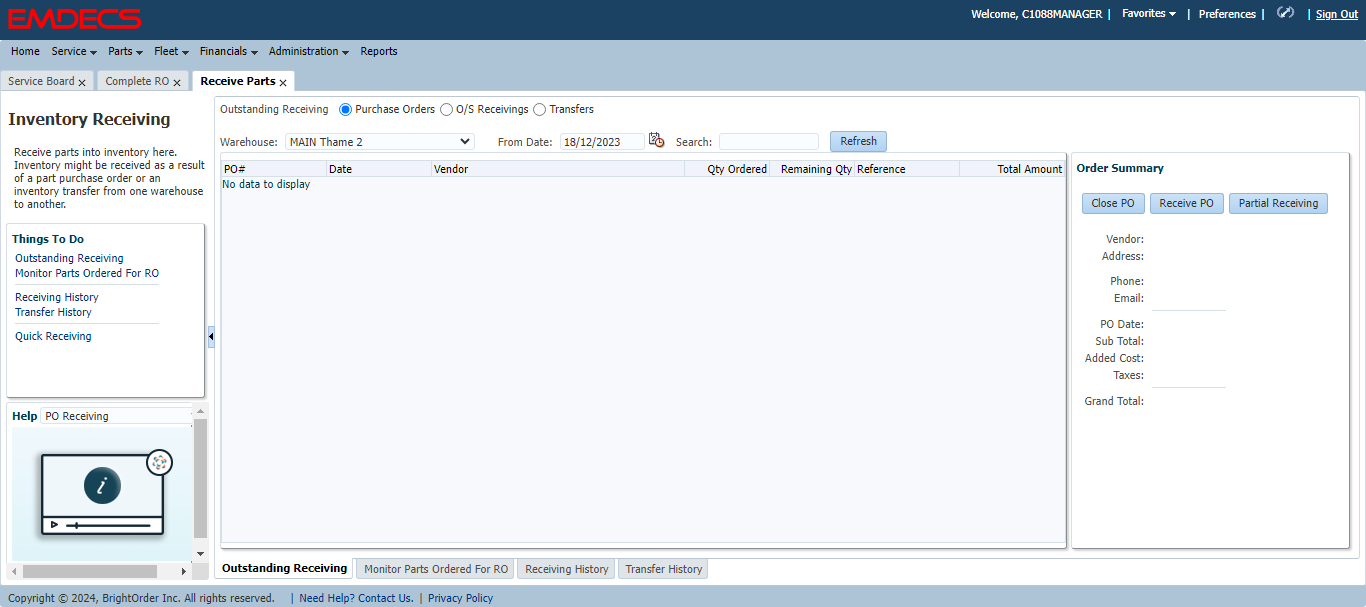 EMDECS
Welcome, C1088MANAGER | Favorites | Preferences | | Sign Out
Home Service Parts Fleet Financials Administration Reports
Service Board x Complete RO x Receive Parts x
Inventory Receiving
Receive parts into inventory here.
Inventory might be received as a result
of a part purchase order or an
inventory transfer from one warehouse
to another.
Things To Do
Outstanding Receiving
Monitor Parts Ordered For RO
Receiving History
Transfer History
Quick Receiving
Help PO Receiving
i
Outstanding Receiving Purchase Orders O/S Receivings Transfers
Warehouse: MAIN Thame 2 From Date: 18/12/2023 Search: Refresh
PO# Date Vendor Qty Ordered Remaining Qty Reference Total Amount
No data to display
Order Summary
Close PO Receive PO Partial Receiving
Vendor:
Address:
Phone:
Email:
PO Date:
Sub Total:
Added Cost:
Taxes:
Grand Total:
Outstanding Receiving Monitor Parts Ordered For RO Receiving History Transfer History
Copyright © 2024, BrightOrder Inc. All rights reserved. | Need Help? Contact Us. | Privacy Policy